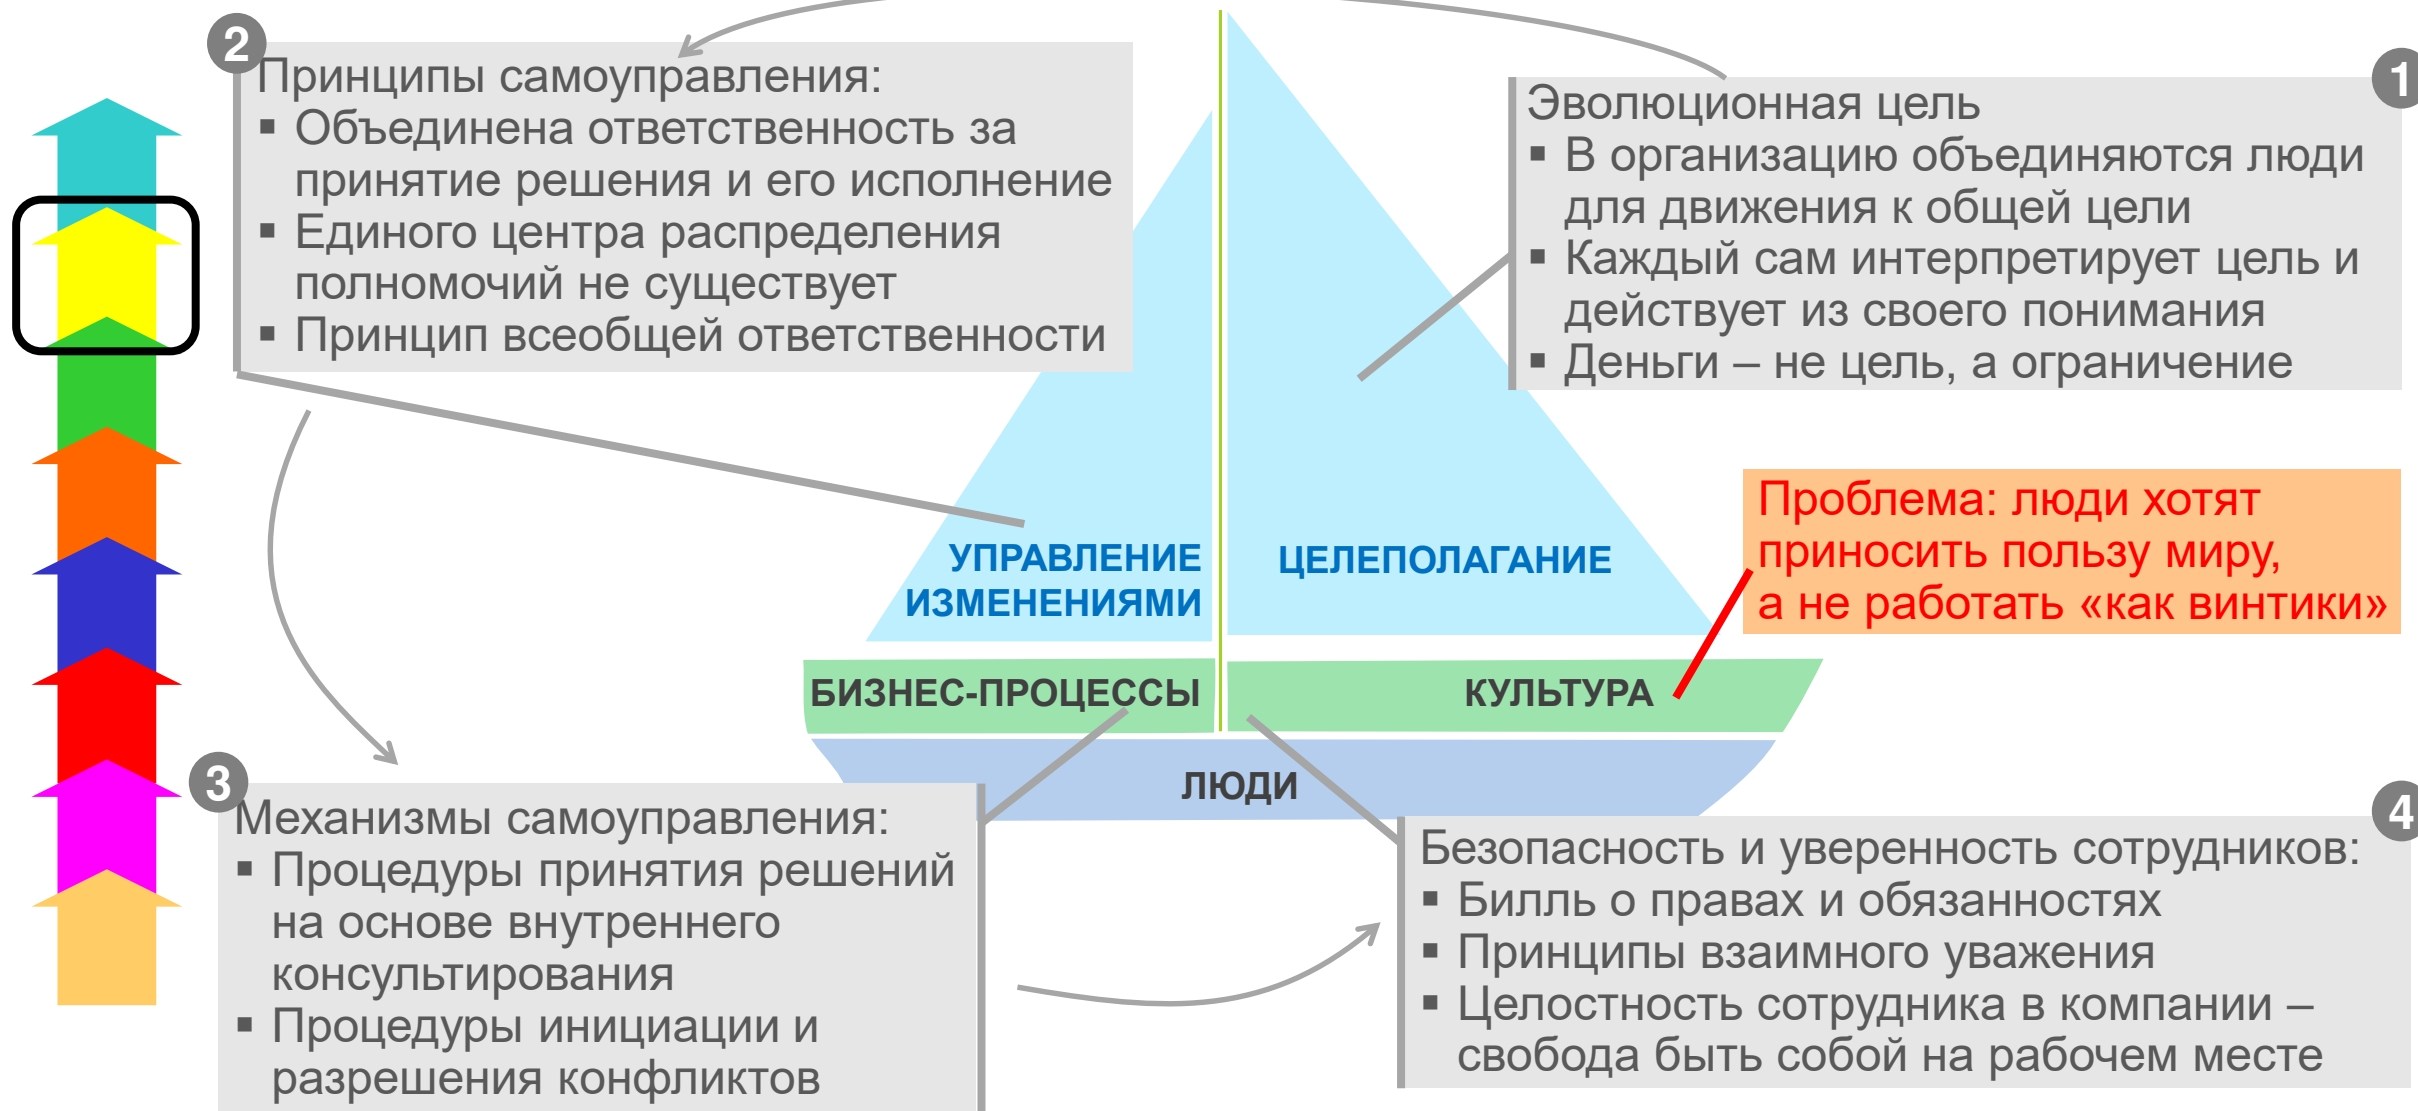 2
Принципы самоуправления:
▪ Объединена ответственность за
принятие решения и его исполнение
▪ Единого центра распределения
полномочий не существует
▪ Принцип всеобщей ответственности
1
Эволюционная цель
▪ В организацию объединяются люди
для движения к общей цели
▪ Каждый сам интерпретирует цель и
действует из своего понимания
▪ Деньги – не цель, а ограничение
Проблема: люди хотят
приносить пользу миру,
а не работать «как винтики»
УПРАВЛЕНИЕ
ИЗМЕНЕНИЯМИ
ЦЕЛЕПОЛАГАНИЕ
БИЗНЕС-ПРОЦЕССЫ
КУЛЬТУРА
ЛЮДИ
3
Механизмы самоуправления:
▪ Процедуры принятия решений
на основе внутреннего
консультирования
▪ Процедуры инициации и
разрешения конфликтов
4
Безопасность и уверенность сотрудников:
▪ Билль о правах и обязанностях
▪ Принципы взаимного уважения
▪ Целостность сотрудника в компании –
свобода быть собой на рабочем месте